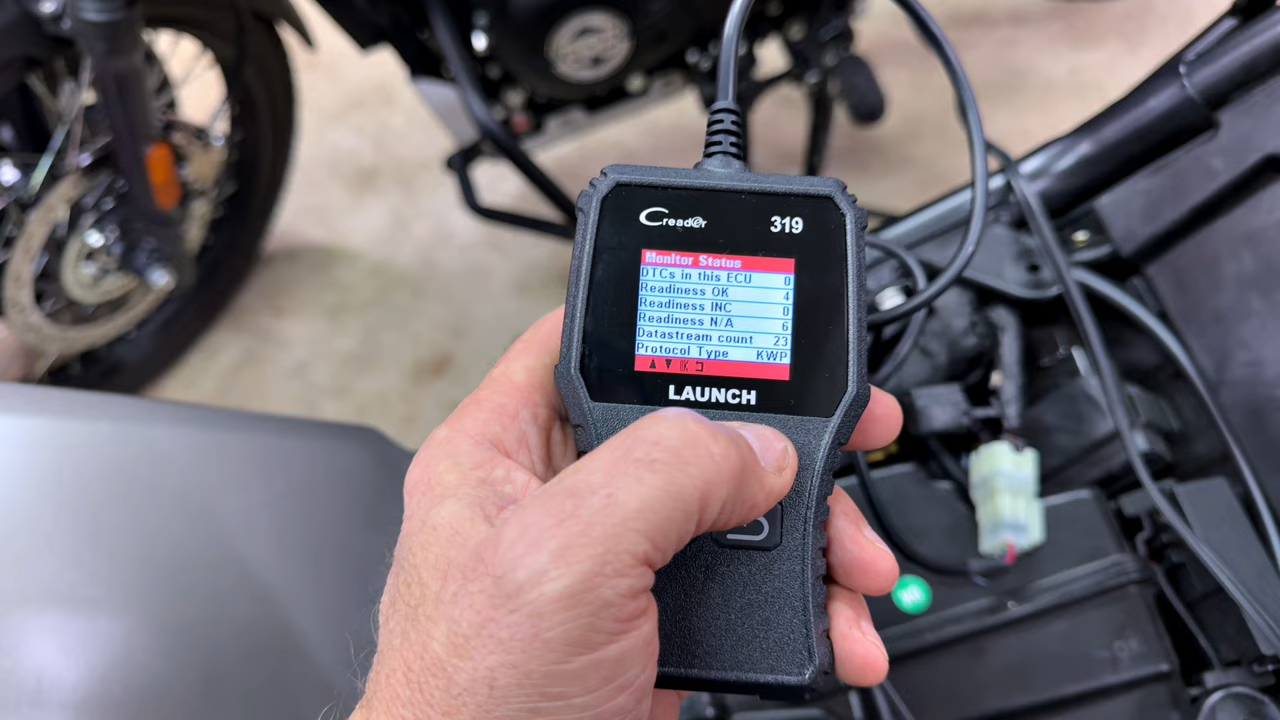 Creader 319
Monitor Status
DTCs in this ECU 0
Readiness OK 4
Readiness INC 0
Readiness N/A 6
Datastream count 23
Protocol Type KWP
LAUNCH